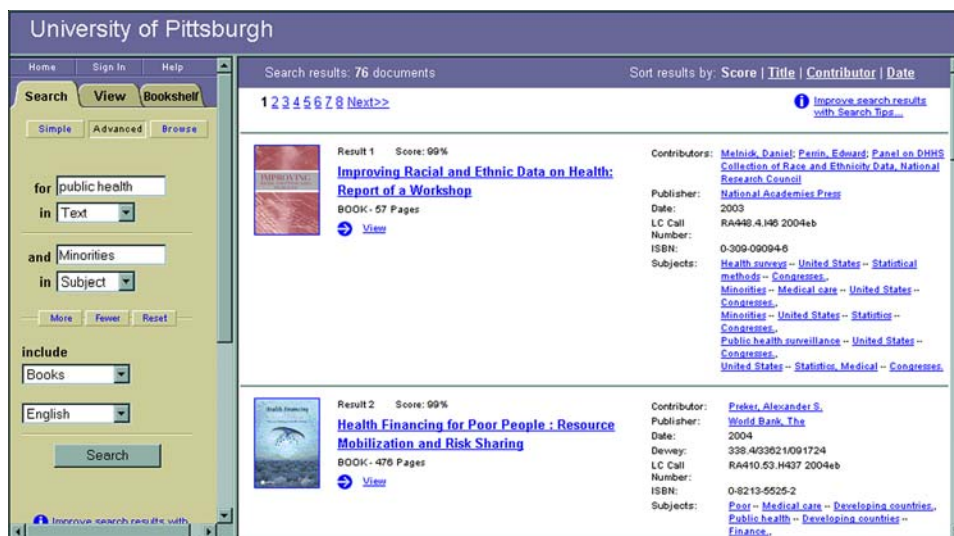 University of Pittsburgh
Home Sign In Help
Search View Bookshelf
Simple Advanced Browse
for public health
in Text
and Minorities
in Subject
More Fewer Reset
include
Books
English
Search
Improve search results with
Search results: 76 documents
Sort results by: Score | Title | Contributor | Date
1 2 3 4 5 6 7 8 Next>>
Improve search results
with Search Tips...
IMPROVING
Result 1 Score: 99%
Improving Racial and Ethnic Data on Health:
Report of a Workshop
BOOK - 57 Pages
View
Contributors: Melnick, Daniel; Perrin, Edward; Panel on DHHS
Collection of Race and Ethnicity Data, National
Research Council
Publisher: National Academies Press
Date: 2003
LC Call RA448.4.I46 2004eb
Number:
ISBN: 0-309-09094-6
Subjects: Health surveys -- United States -- Statistical
methods -- Congresses.,
Minorities -- Medical care -- United States --
Congresses.,
Minorities -- United States -- Statistics --
Congresses.,
Public health surveillance -- United States --
Congresses.,
United States -- Statistics, Medical -- Congresses.
Health Financing
Result 2 Score: 99%
Health Financing for Poor People : Resource
Mobilization and Risk Sharing
BOOK - 476 Pages
View
Contributor: Preker, Alexander S.
Publisher: World Bank, The
Date: 2004
Dewey: 338.4/33621/091724
LC Call RA410.53.H437 2004eb
Number:
ISBN: 0-8213-5525-2
Subjects: Poor -- Medical care -- Developing countries.,
Public health -- Developing countries --
Finance.,